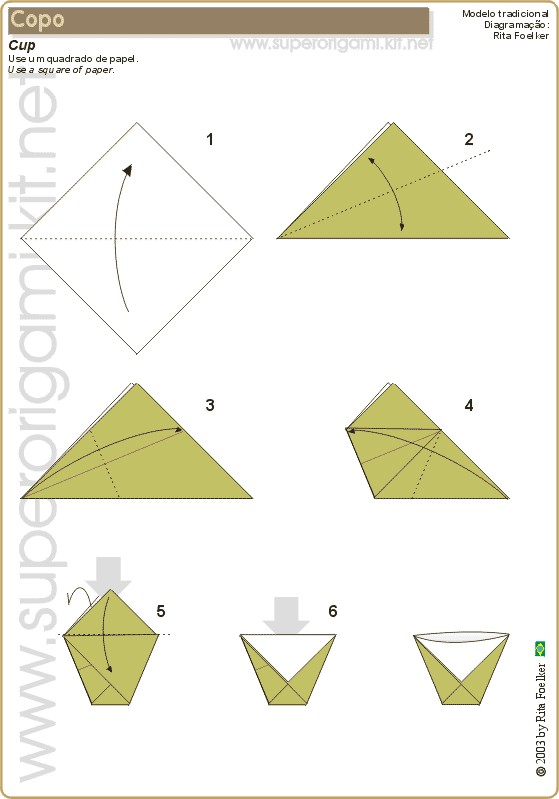 Copo
Modelo tradicional
Diagramação:
Rita Foelker
www.superorigami.kit.net
Cup
Use um quadrado de papel.
Use a square of paper.
www.superorigami.kit.net
1
2
3
4
5
6
© 2003 by Rita Foelker